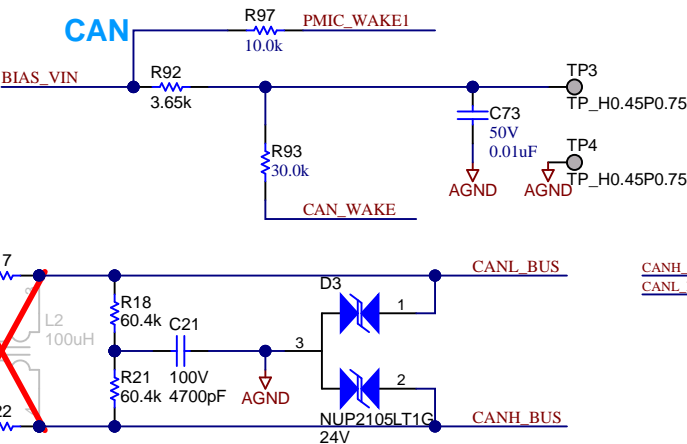 CAN
R97
PMIC_WAKE1
10.0k
BIAS_VIN
R92
3.65k
TP3
TP_H0.45P0.75
C73
50V
0.01uF
TP4
TP_H0.45P0.75
R93
30.0k
AGND
AGND
CAN_WAKE
7
CANL_BUS
CANH_
CANL_
D3
R18
60.4k
C21
L2
100uH
1
3
R21
60.4k
100V
4700pF
AGND
2
22
NUP2105LT1G
24V
CANH_BUS